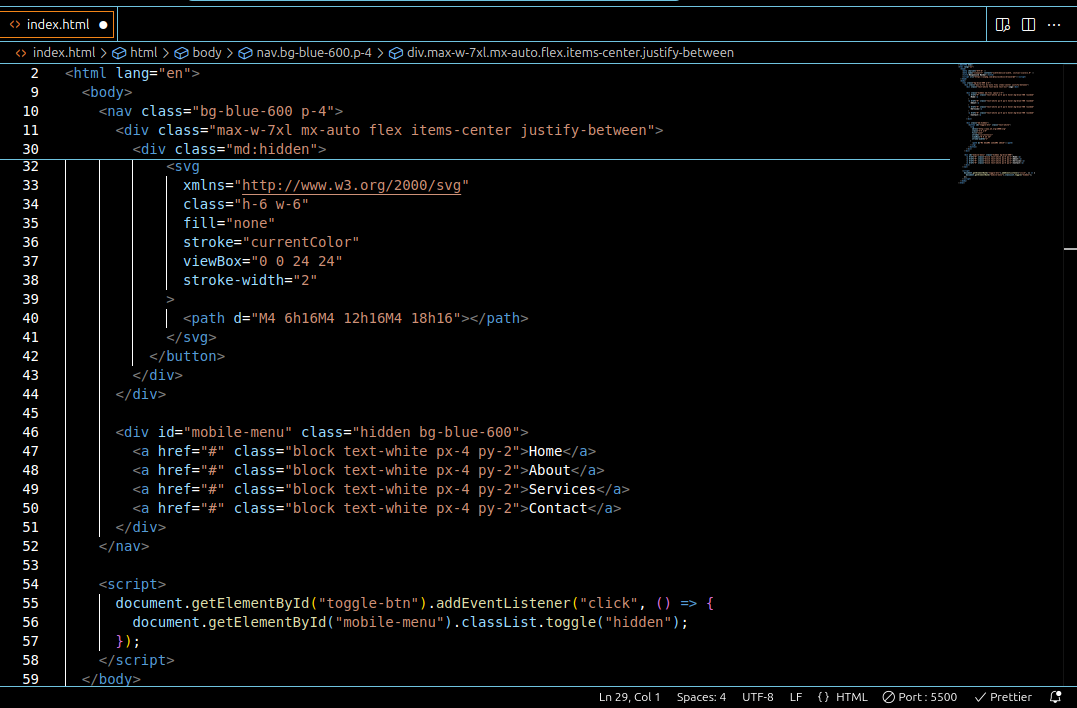 <> index.html ●
<> index.html > html > body > nav.bg-blue-600.p-4 > div.max-w-7xl.mx-auto.flex.items-center.justify-between
2 <html lang="en">
9 <body>
10 <nav class="bg-blue-600 p-4">
11 <div class="max-w-7xl mx-auto flex items-center justify-between">
30 <div class="md:hidden">
32 <svg
33 xmlns="http://www.w3.org/2000/svg"
34 class="h-6 w-6"
35 fill="none"
36 stroke="currentColor"
37 viewBox="0 0 24 24"
38 stroke-width="2"
39 >
40 <path d="M4 6h16M4 12h16M4 18h16"></path>
41 </svg>
42 </button>
43 </div>
44 </div>
45
46 <div id="mobile-menu" class="hidden bg-blue-600">
47 <a href="#" class="block text-white px-4 py-2">Home</a>
48 <a href="#" class="block text-white px-4 py-2">About</a>
49 <a href="#" class="block text-white px-4 py-2">Services</a>
50 <a href="#" class="block text-white px-4 py-2">Contact</a>
51 </div>
52 </nav>
53
54 <script>
55 document.getElementById("toggle-btn").addEventListener("click", () => {
56 document.getElementById("mobile-menu").classList.toggle("hidden");
57 });
58 </script>
59 </body>
Ln 29, Col 1 Spaces: 4 UTF-8 LF {} HTML Port : 5500 Prettier